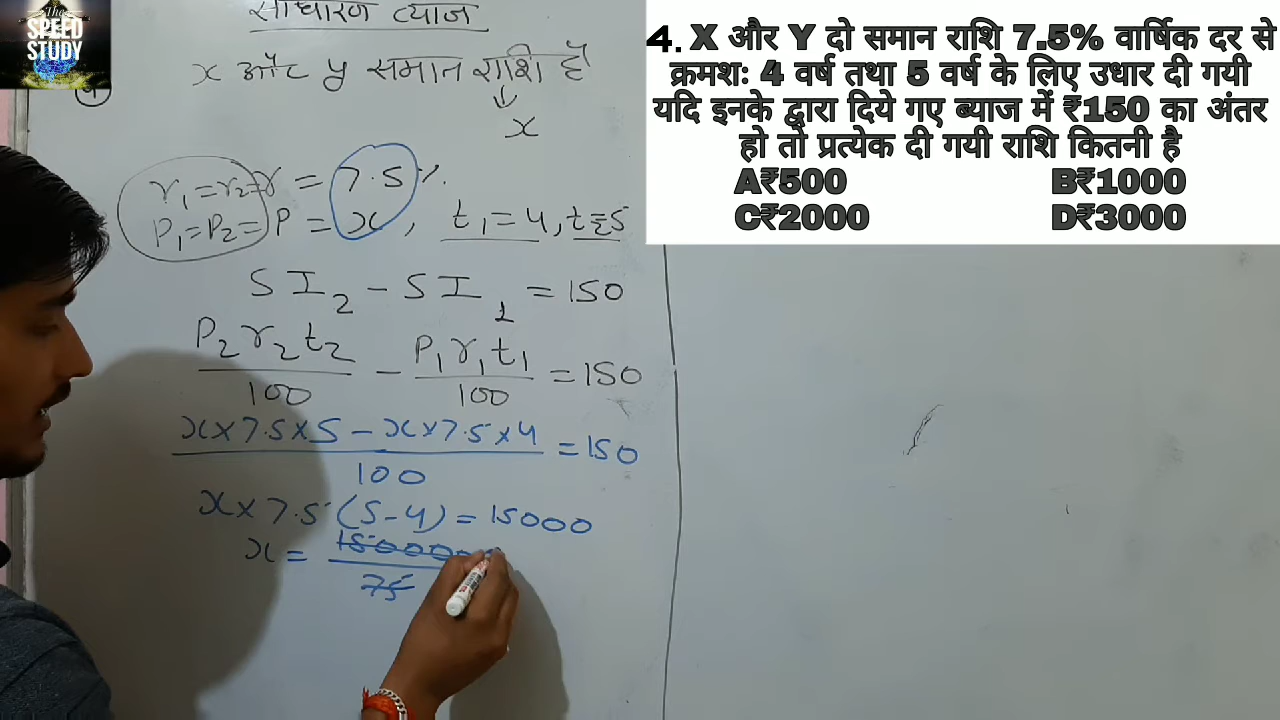 The
SPEED
STUDY
साधारण ब्याज
x और y समान राशि है
x
r₁=r₂=r = 7.5%.
P₁=P₂=P = x, t₁=4, t₂=5
SI₂ - SI₁ = 150
P₂r₂t₂/100 - P₁r₁t₁/100 = 150
x×7.5×5 - x×7.5×4/100 = 150
x×7.5(5-4) = 15000
x = 150000/75
4. X और Y दो समान राशि 7.5% वार्षिक दर से
क्रमशः 4 वर्ष तथा 5 वर्ष के लिए उधार दी गयी
यदि इनके द्वारा दिये गए ब्याज में ₹150 का अंतर
हो तो प्रत्येक दी गयी राशि कितनी है
A₹500 B₹1000
C₹2000 D₹3000